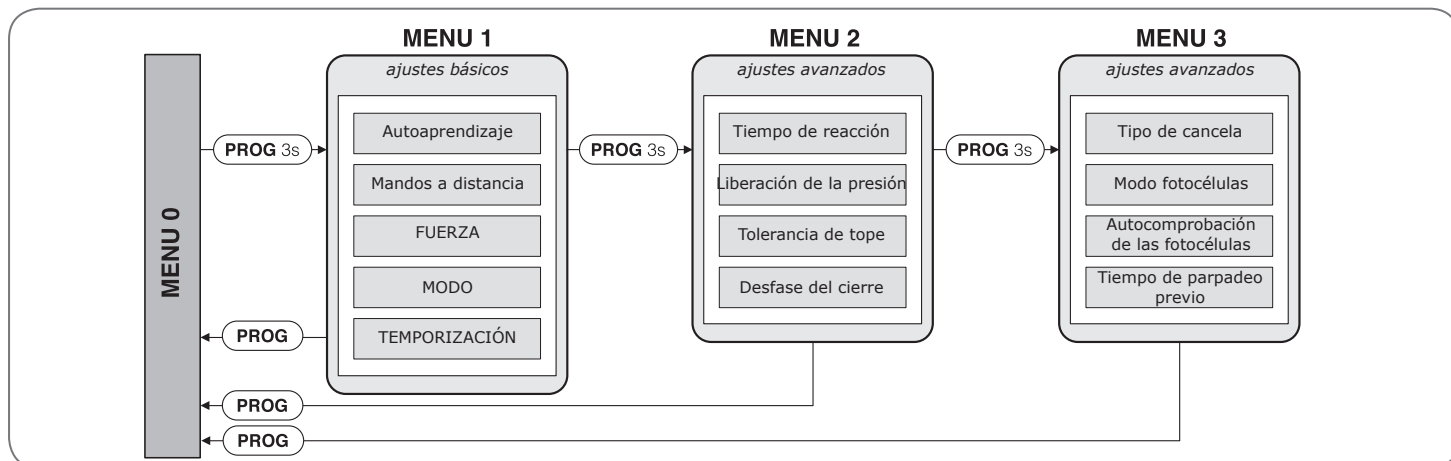 MENU 0
PROG 3s
MENU 1
ajustes básicos
Autoaprendizaje
Mandos a distancia
FUERZA
MODO
TEMPORIZACIÓN
PROG 3s
MENU 2
ajustes avanzados
Tiempo de reacción
Liberación de la presión
Tolerancia de tope
Desfase del cierre
PROG 3s
MENU 3
ajustes avanzados
Tipo de cancela
Modo fotocélulas
Autocomprobación
de las fotocélulas
Tiempo de parpadeo
previo
PROG
PROG
PROG